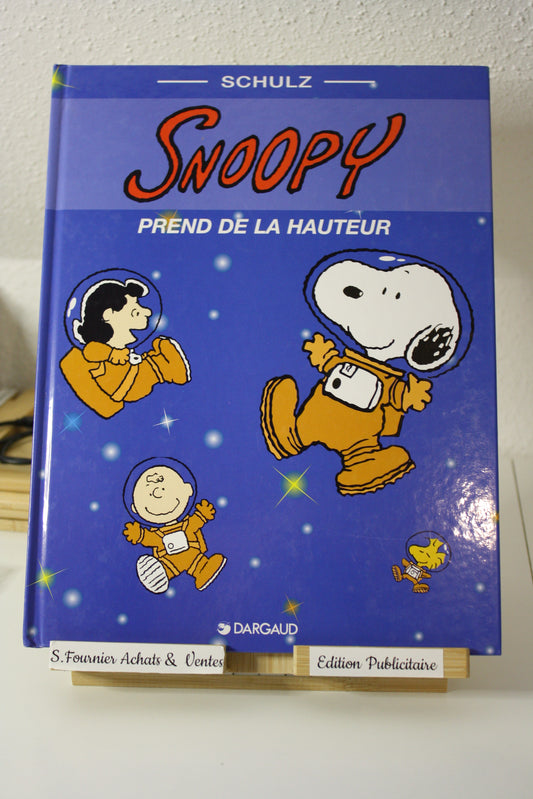 SCHULZ
SNOOPY
PREND DE LA HAUTEUR
DARGAUD
S.Fournier Achats & Ventes
Edition Publicitaire